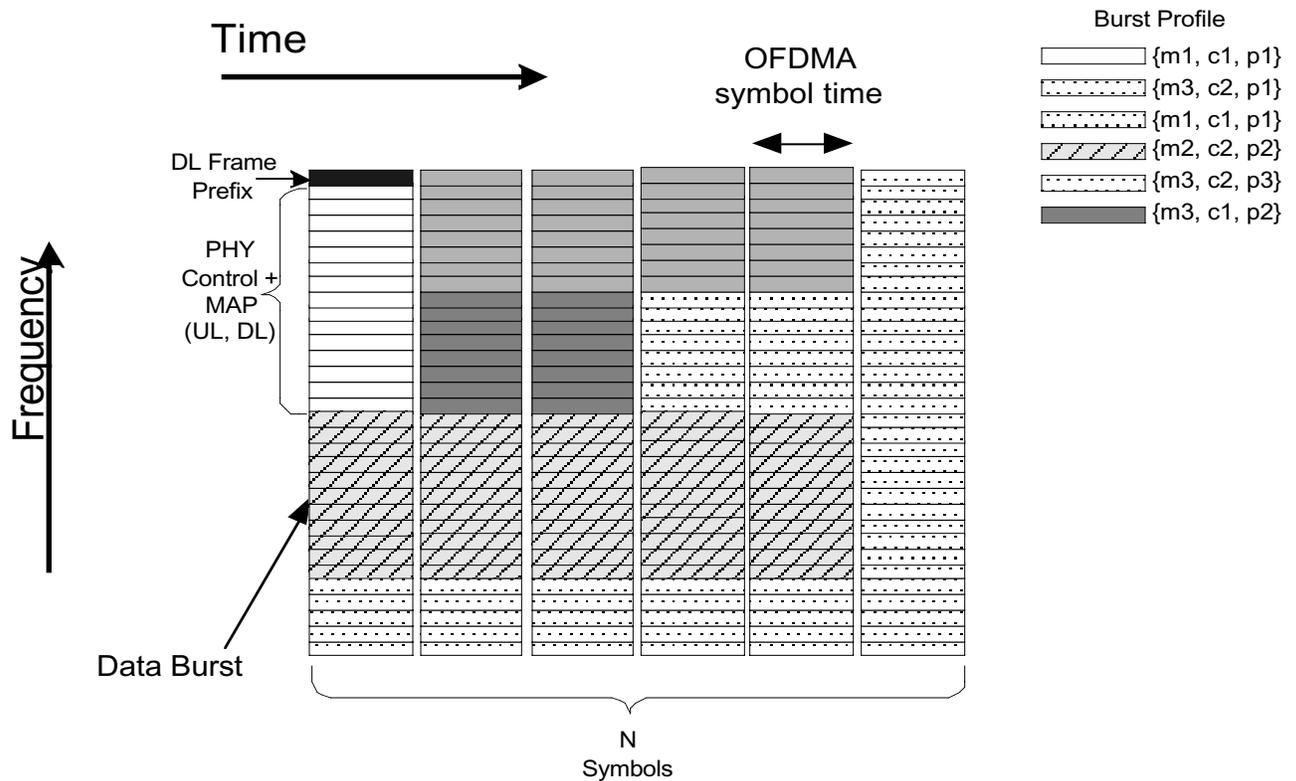 Time
OFDMA
symbol time
Burst Profile
{m1, c1, p1}
{m3, c2, p1}
{m1, c1, p1}
{m2, c2, p2}
{m3, c2, p3}
{m3, c1, p2}
DL Frame
Prefix
PHY
Control +
MAP
(UL, DL)
Frequency
Data Burst
N
Symbols